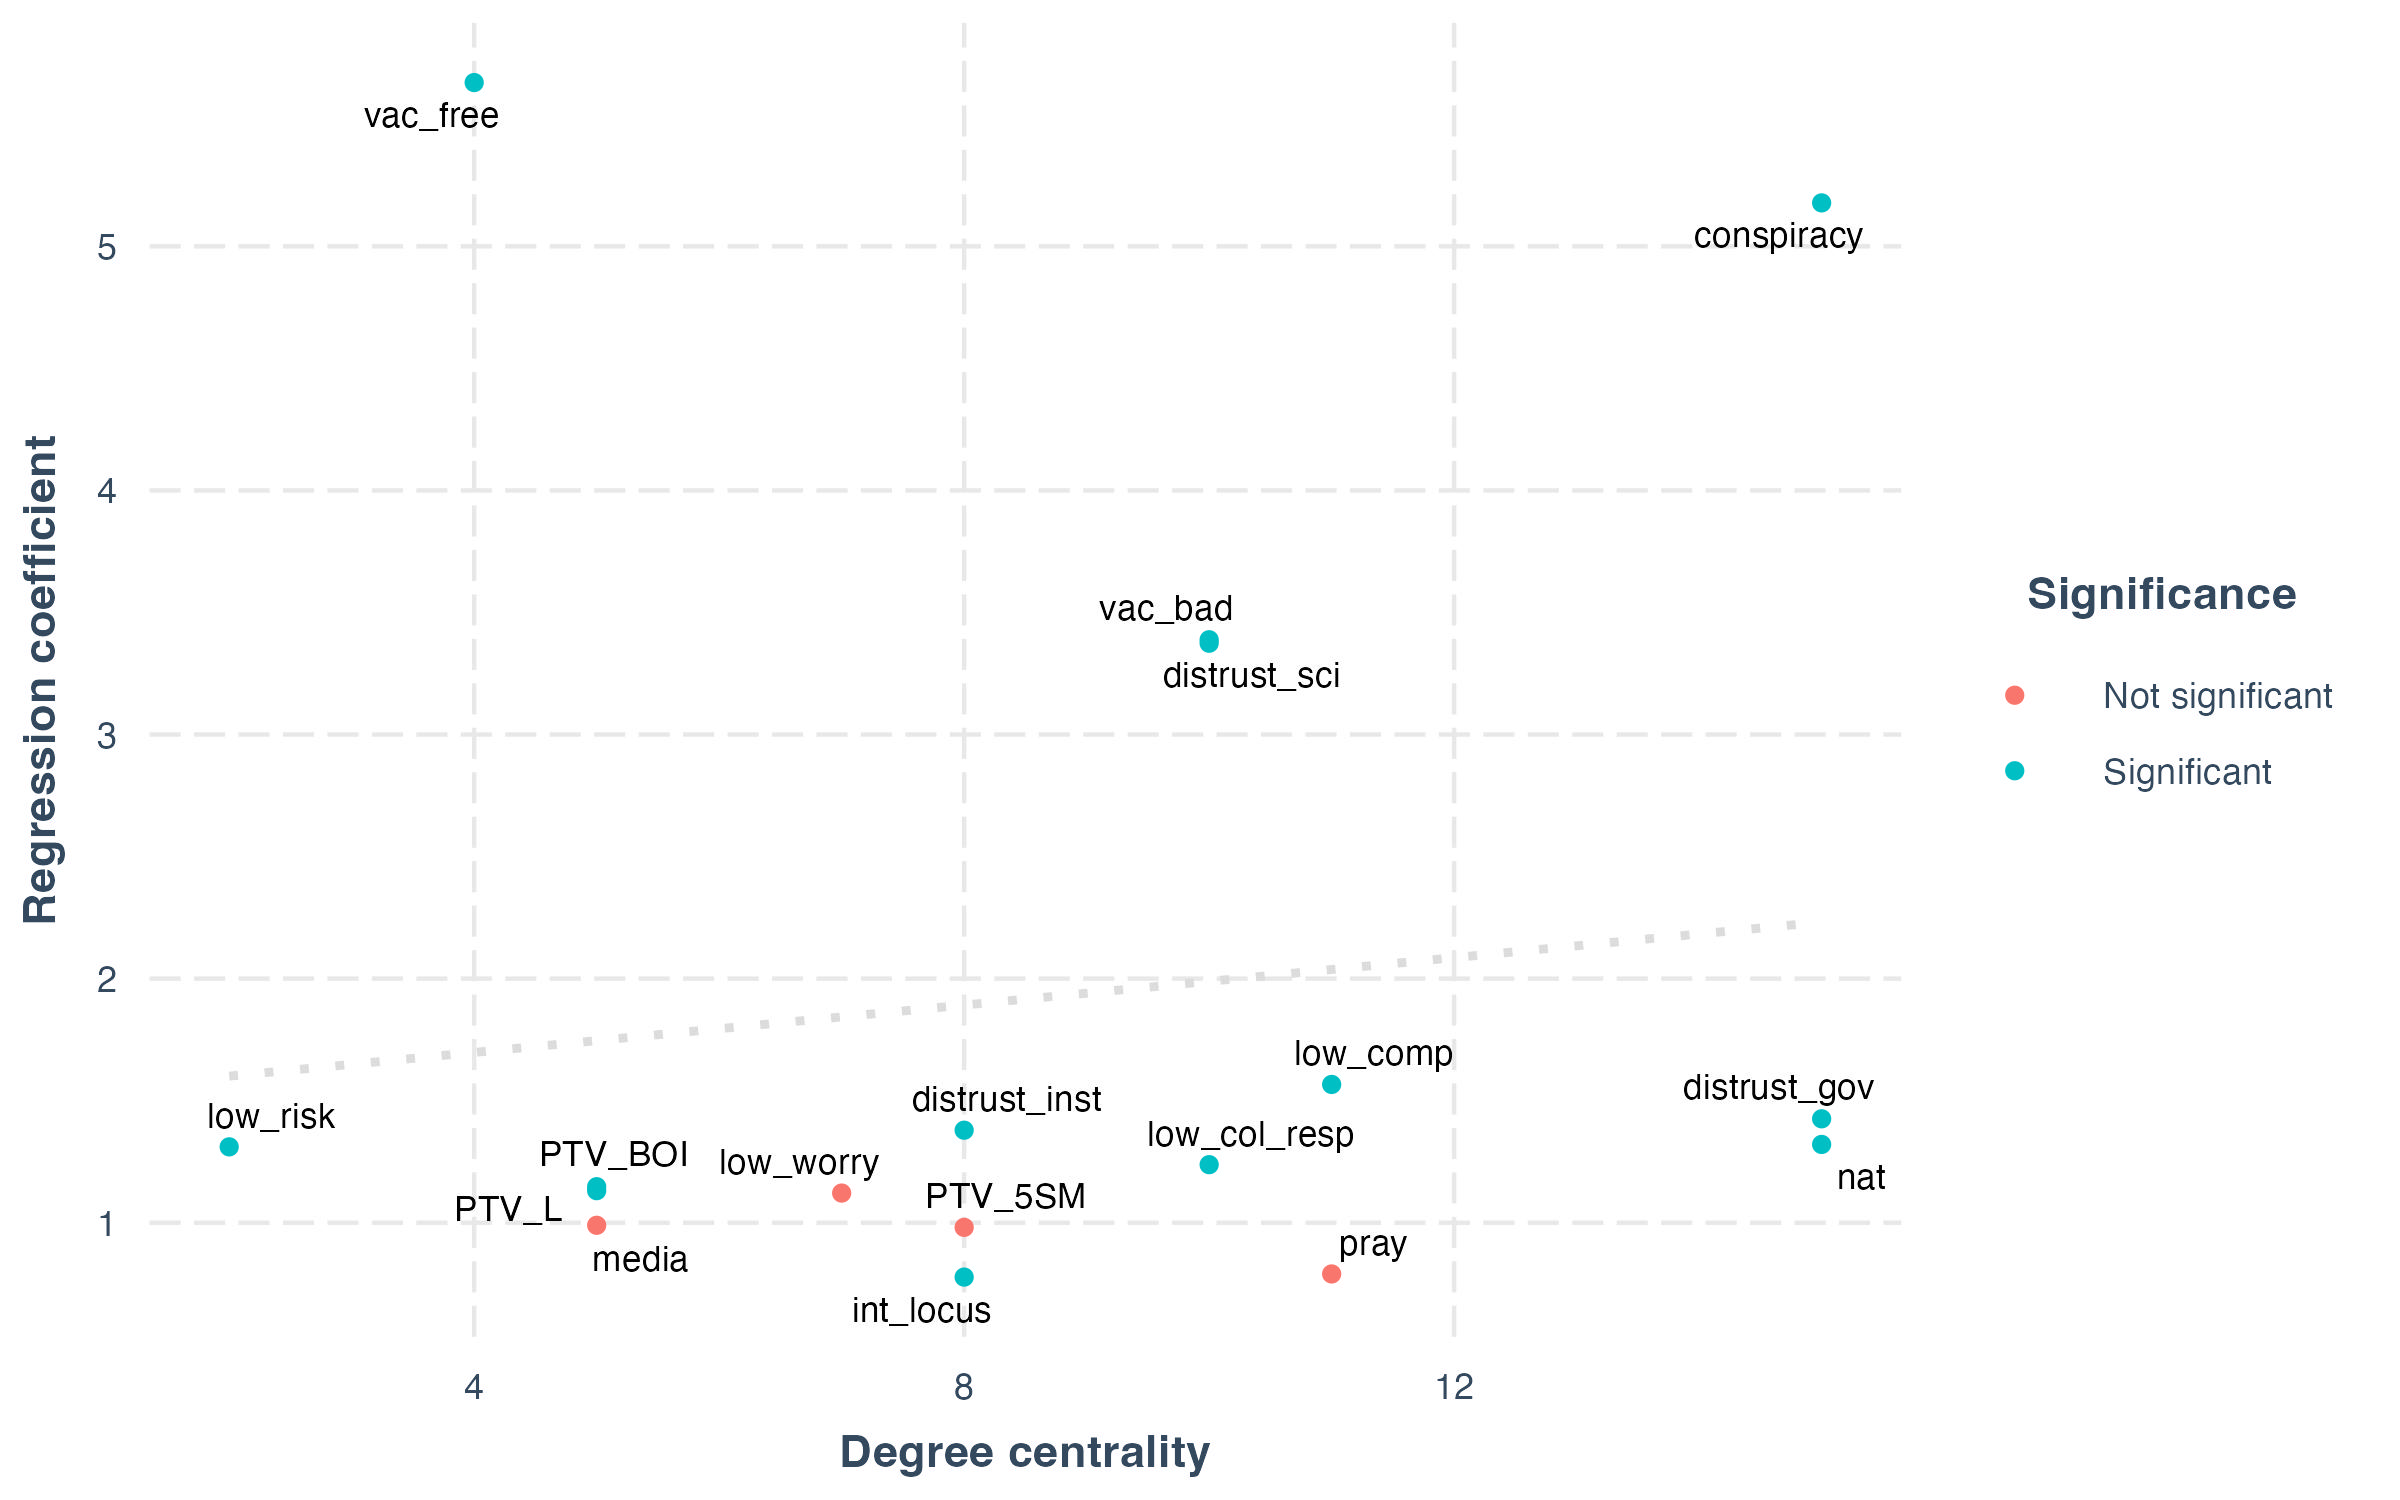 vac_free
conspiracy
5
4
vac_bad
distrust_sci
3
2
low_comp
distrust_gov
distrust_inst
low_risk
low_col_resp
PTV_BOI
low_worry
nat
PTV_5SM
PTV_L
1
pray
media
int_locus
4
8
12
Degree centrality
Regression coefficient
Significance
Not significant
Significant